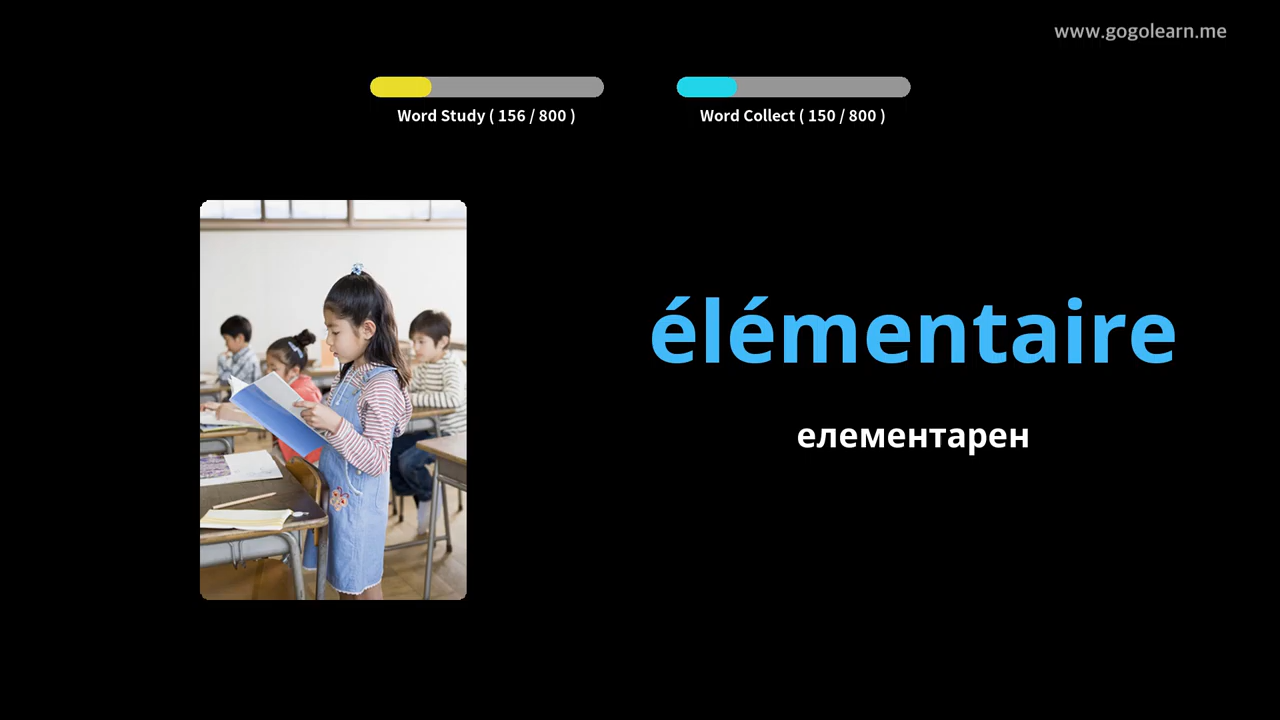 www.gogolearn.me
Word Study ( 156 / 800 )
Word Collect ( 150 / 800 )
élémentaire
елементарен